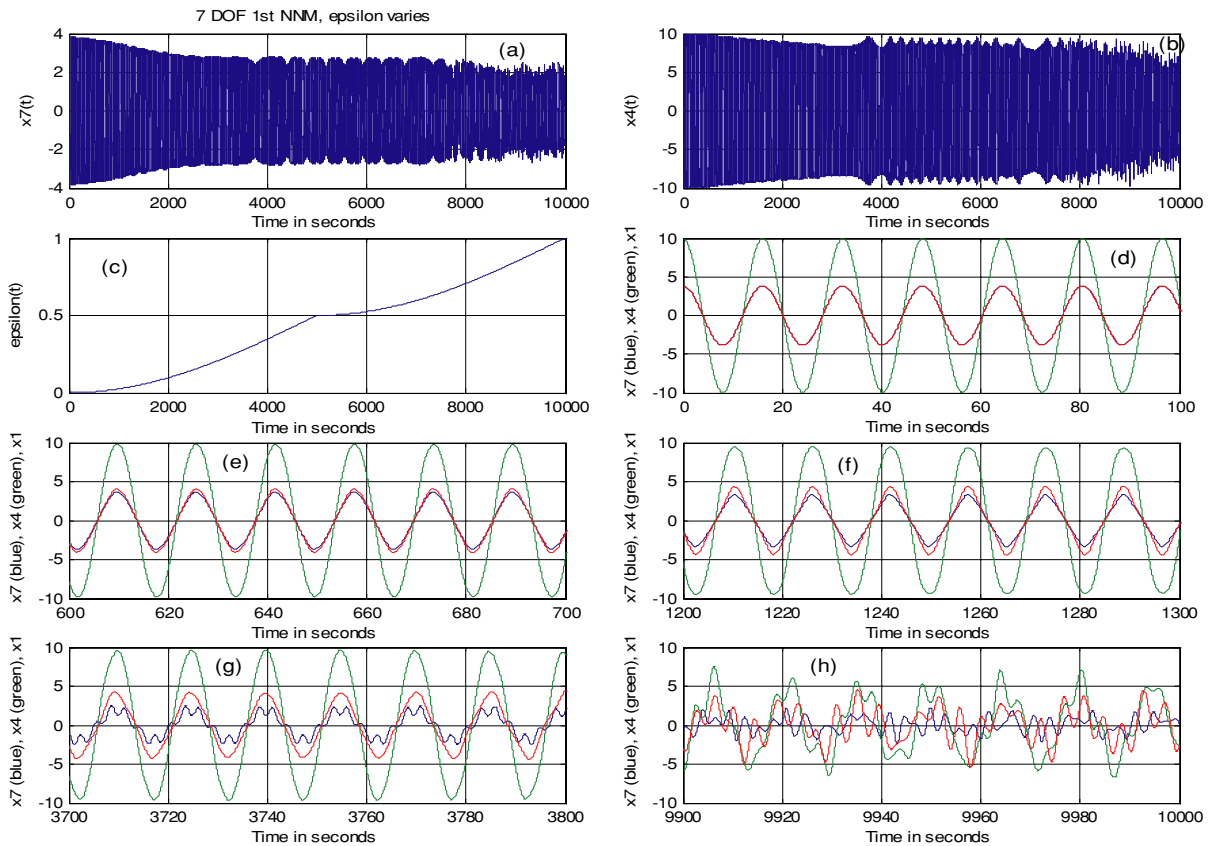 7 DOF 1st NNM, epsilon varies
4
2
0
-2
-4
x7(t)
(a)
0 2000 4000 6000 8000 10000
Time in seconds
10
5
0
-5
-10
x4(t)
(b)
0 2000 4000 6000 8000 10000
Time in seconds
1
0.5
0
epsilon(t)
(c)
0 2000 4000 6000 8000 10000
Time in seconds
10
5
0
-5
-10
x7 (blue), x4 (green), x1
(d)
0 20 40 60 80 100
Time in seconds
10
5
0
-5
-10
x7 (blue), x4 (green), x1
(e)
600 620 640 660 680 700
Time in seconds
10
5
0
-5
-10
x7 (blue), x4 (green), x1
(f)
1200 1220 1240 1260 1280 1300
Time in seconds
10
5
0
-5
-10
x7 (blue), x4 (green), x1
(g)
3700 3720 3740 3760 3780 3800
Time in seconds
10
5
0
-5
-10
x7 (blue), x4 (green), x1
(h)
9900 9920 9940 9960 9980 10000
Time in seconds